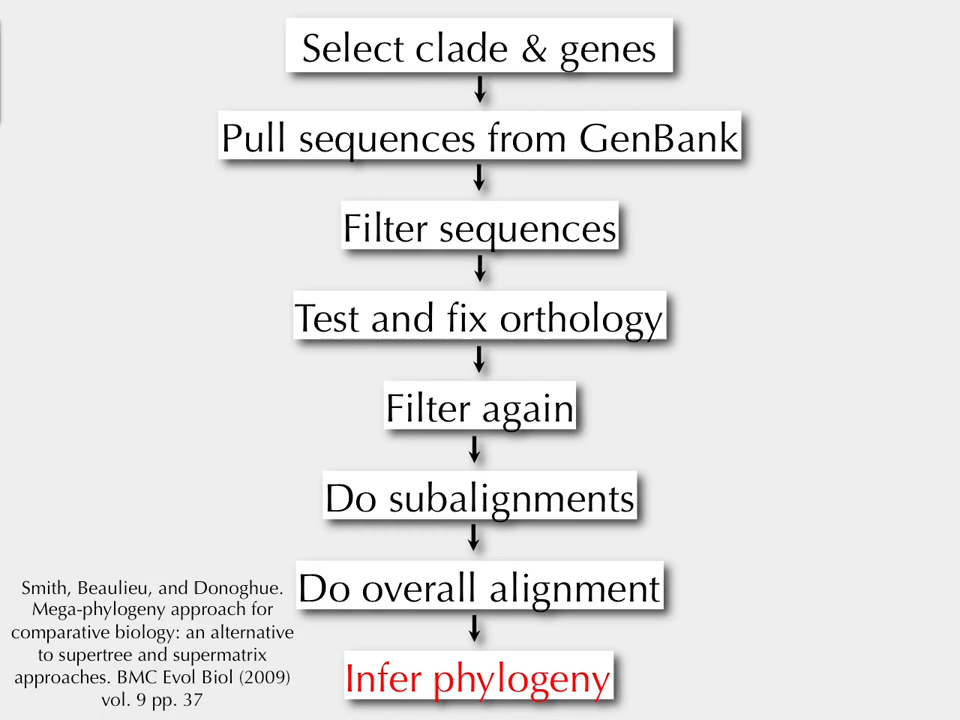 Select clade & genes
Pull sequences from GenBank
Filter sequences
Test and fix orthology
Filter again
Do subalignments
Do overall alignment
Infer phylogeny
Smith, Beaulieu, and Donoghue.
Mega-phylogeny approach for
comparative biology: an alternative
to supertree and supermatrix
approaches. BMC Evol Biol (2009)
vol. 9 pp. 37